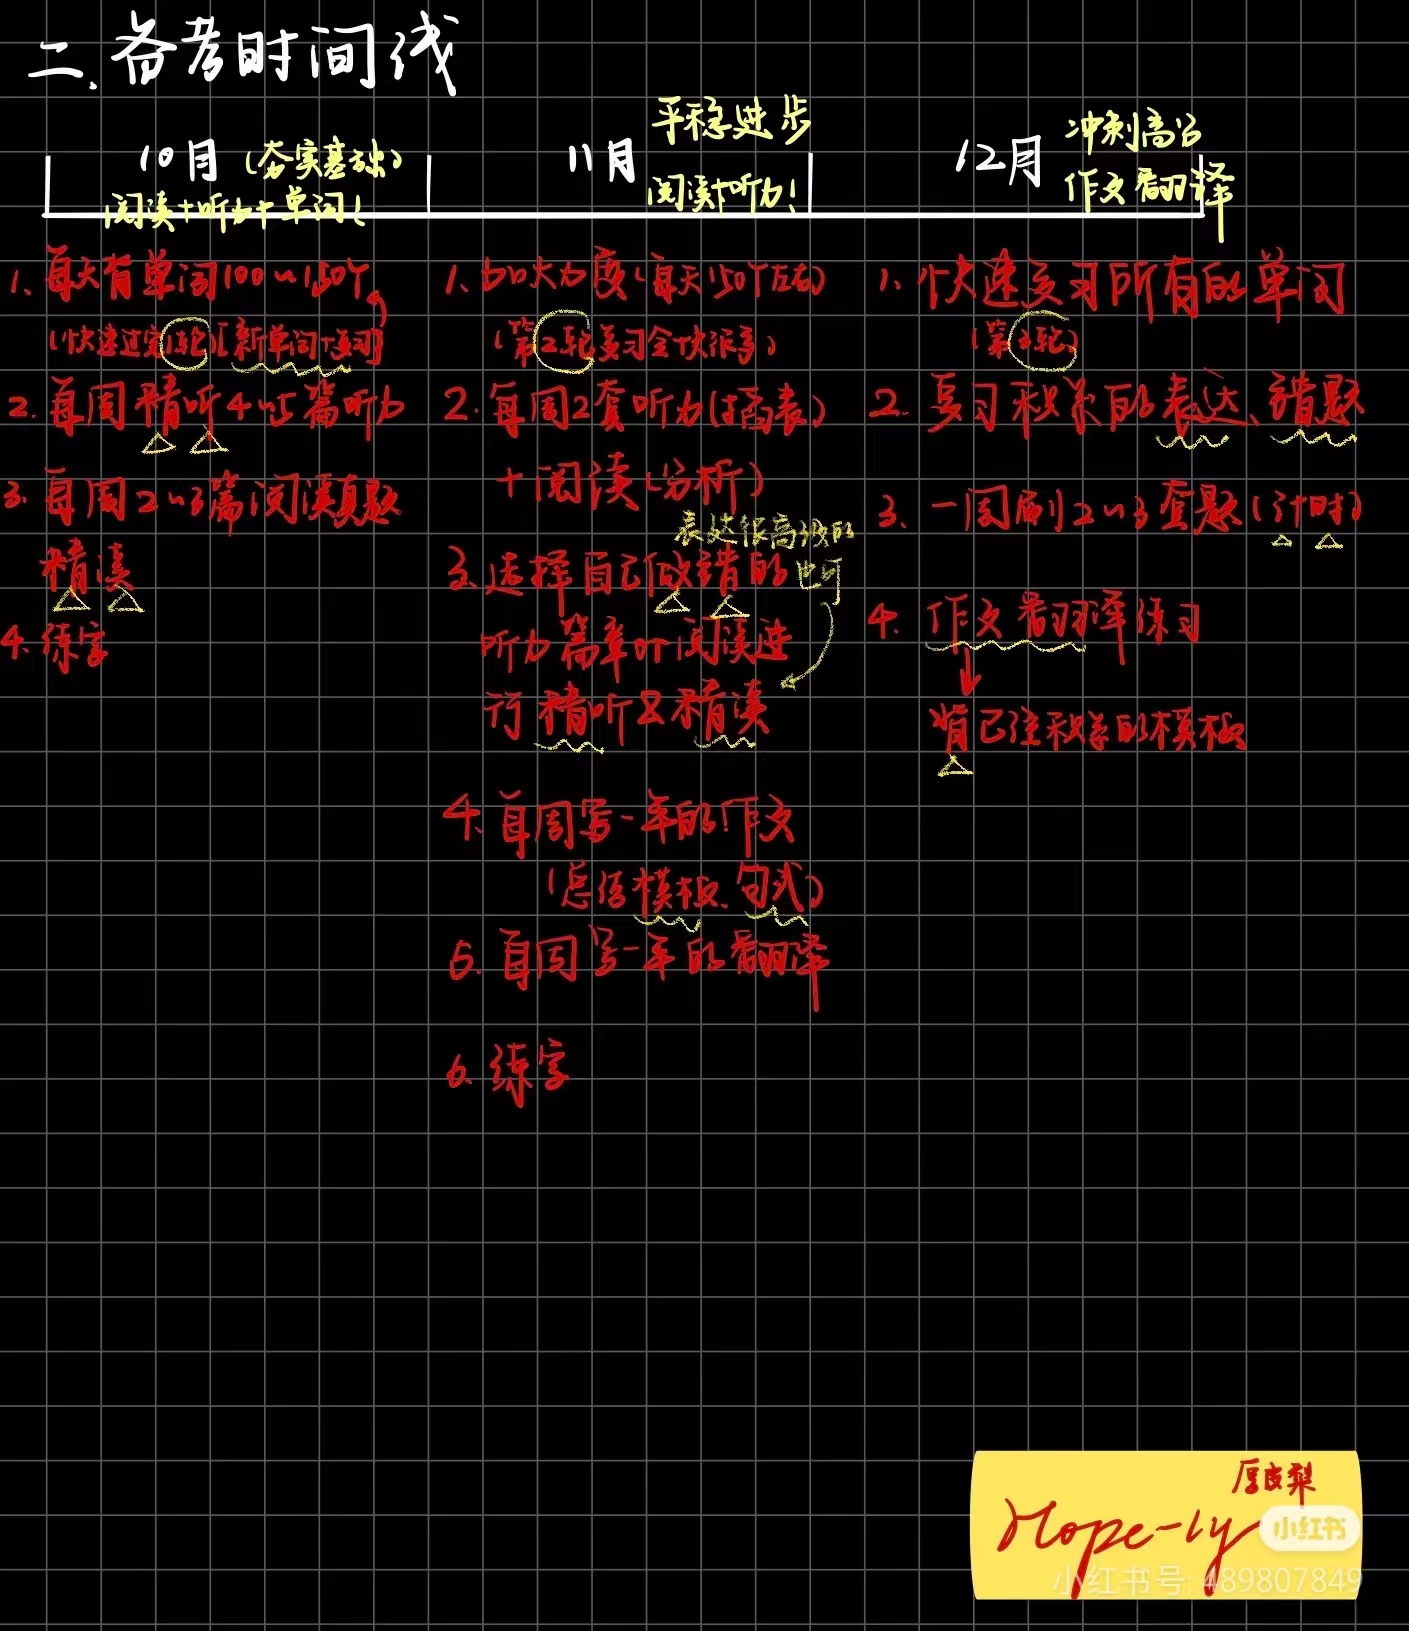 二、备考时间线
10月 (夯实基础)
阅读+听力+单词!
11月 平稳进步
阅读+听力!
12月 冲刺高分
作文翻译
1、每天有单词100~150个
(快速过完1轮)[新单词+复习]
2.每周精听4~5篇听力
3.每周2~3篇阅读真题
精读
4.练字
1、加大力度(每天150个左右)
(第2轮复习会快很多)
2.每周2套听力(搞表)
+阅读(分析)
表达很高级的
也可
3、选择自己做错的
听力篇章or阅读进
行精听&精读
4.每周写一年的作文
(总结模板、句式)
5.每周写一年的翻译
6.练字
1、快速复习所有的单词
(第3轮)
2.复习积累的表达、错题
3、一周刷2~3套题(计时)
4.作文翻译练习
背已经积累的模板
厚皮梨
Hope-ly
小红书
小红书号: 489807849